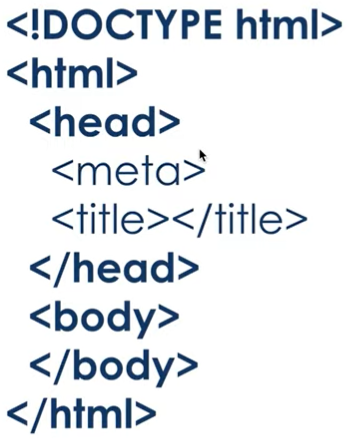 <!DOCTYPE html>
<html>
<head>
<meta>
<title></title>
</head>
<body>
</body>
</html>